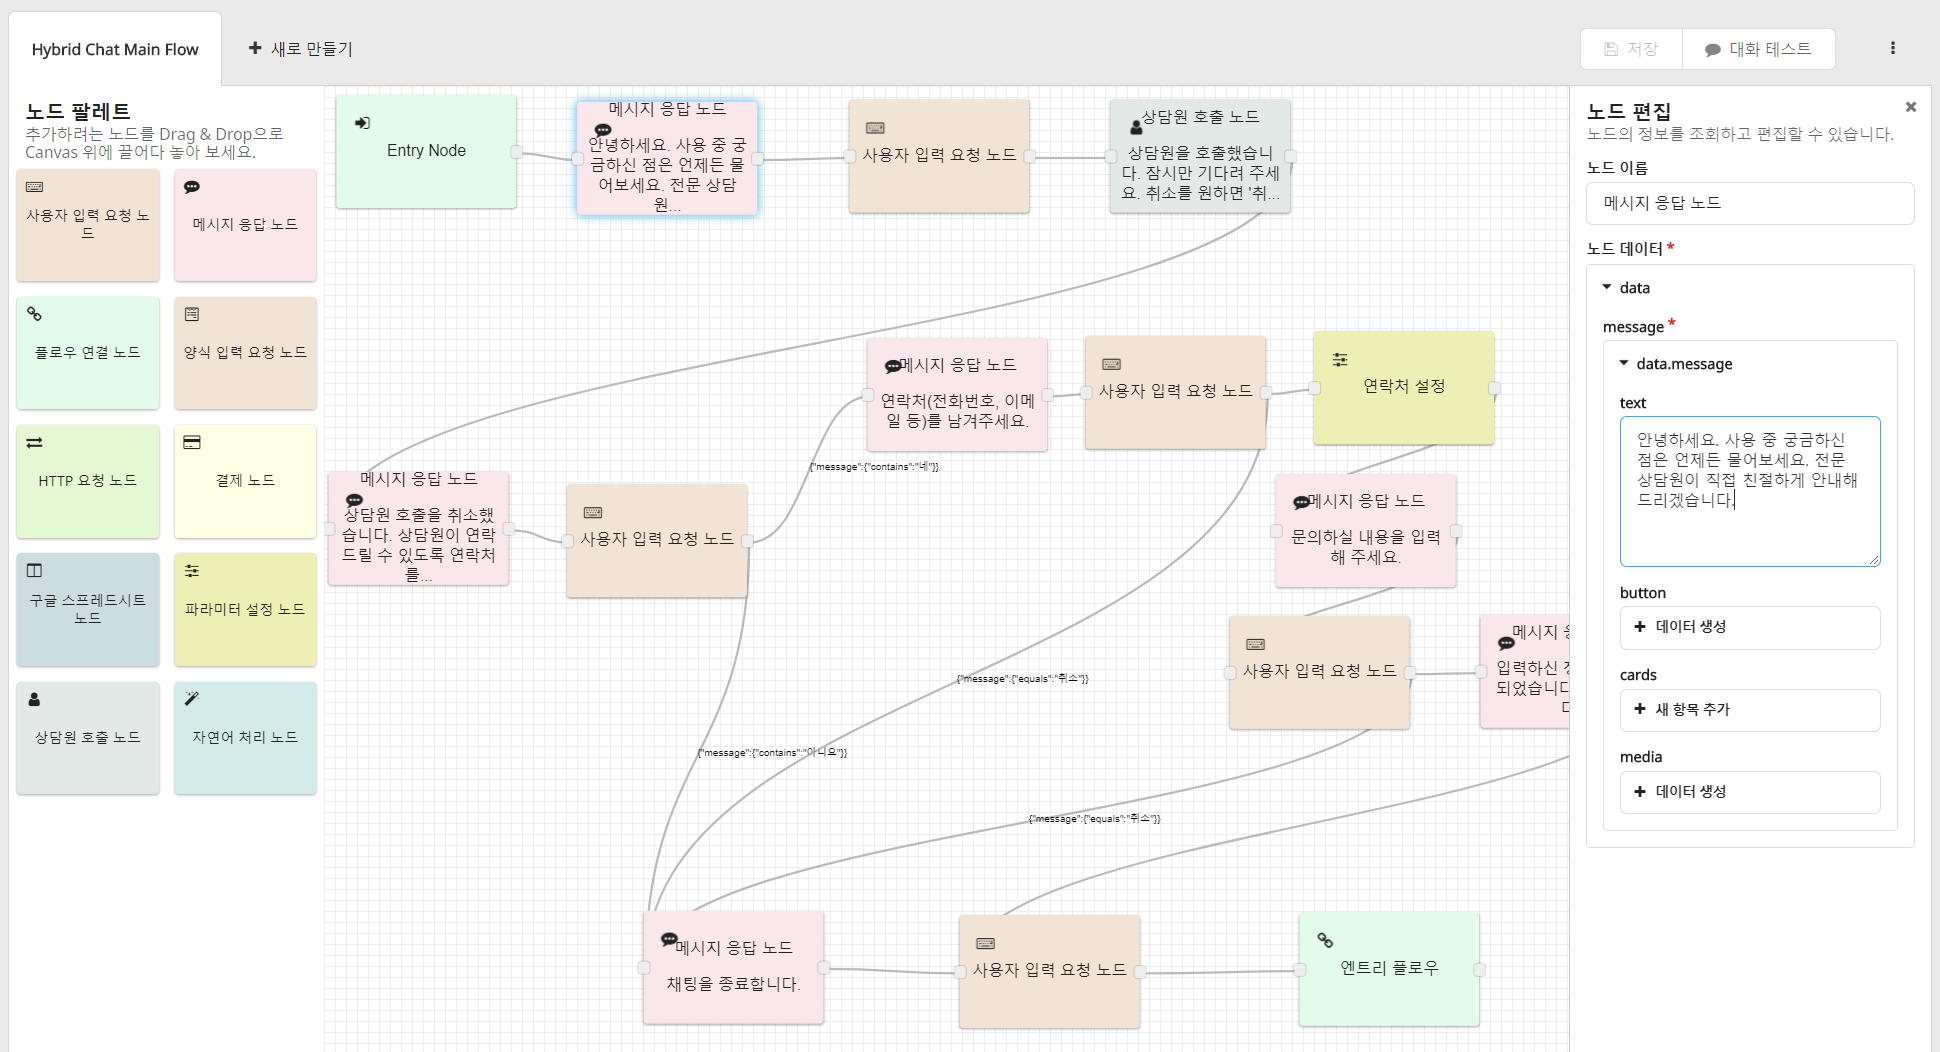 Hybrid Chat Main Flow
새로 만들기
저장
대화 테스트
노드 팔레트
추가하려는 노드를 Drag & Drop으로
Canvas 위에 끌어다 놓아 보세요.
사용자 입력 요청 노
드
메시지 응답 노드
플로우 연결 노드
양식 입력 요청 노드
HTTP 요청 노드
결제 노드
구글 스프레드시트
노드
파라미터 설정 노드
상담원 호출 노드
자연어 처리 노드
Entry Node
메시지 응답 노드
안녕하세요. 사용 중 궁
금하신 점은 언제든 물
어보세요. 전문 상담
원...
사용자 입력 요청 노드
상담원 호출 노드
상담원을 호출했습니
다. 잠시만 기다려 주세
요. 취소를 원하면 '취...
메시지 응답 노드
연락처(전화번호, 이메
일 등)를 남겨주세요.
사용자 입력 요청 노드
연락처 설정
{"message":{"contains":"네"}}
메시지 응답 노드
상담원 호출을 취소했
습니다. 상담원이 연락
드릴 수 있도록 연락처
를...
사용자 입력 요청 노드
메시지 응답 노드
문의하실 내용을 입력
해 주세요.
사용자 입력 요청 노드
메시지
입력하신
되었습니다
{"message":{"equals":"취소"}}
{"message":{"contains":"아니요"}}
{"message":{"equals":"취소"}}
메시지 응답 노드
채팅을 종료합니다.
사용자 입력 요청 노드
엔트리 플로우
노드 편집
노드의 정보를 조회하고 편집할 수 있습니다.
노드 이름
메시지 응답 노드
노드 데이터 *
data
message *
data.message
text
안녕하세요. 사용 중 궁금하신
점은 언제든 물어보세요. 전문
상담원이 직접 친절하게 안내해
드리겠습니다.
button
데이터 생성
cards
새 항목 추가
media
데이터 생성